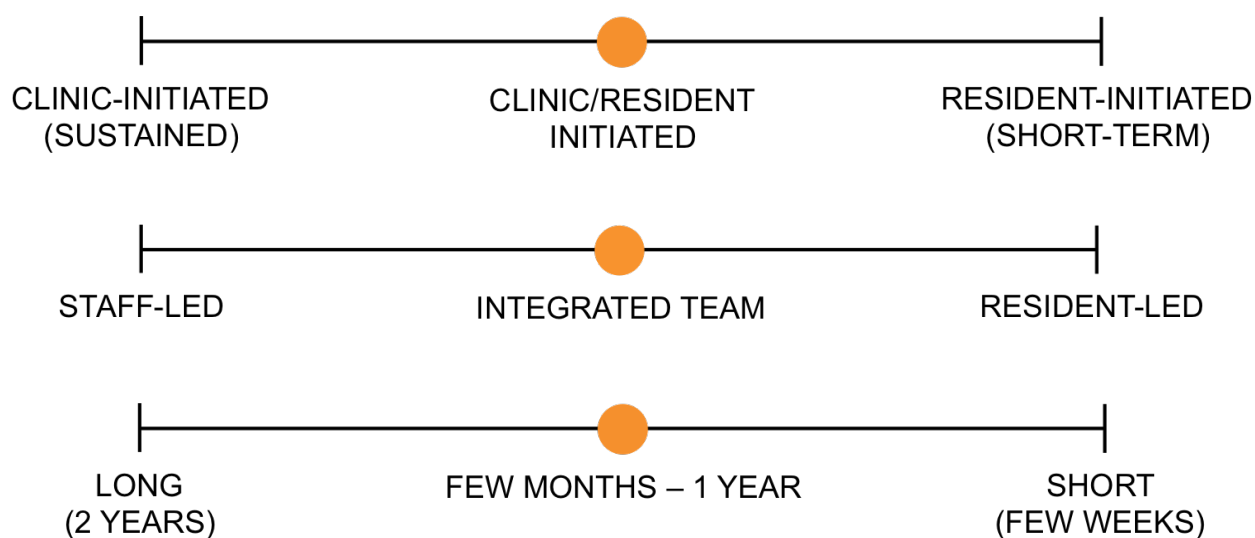 CLINIC-INITIATED
(SUSTAINED)
CLINIC/RESIDENT
INITIATED
RESIDENT-INITIATED
(SHORT-TERM)
STAFF-LED
INTEGRATED TEAM
RESIDENT-LED
LONG
(2 YEARS)
FEW MONTHS – 1 YEAR
SHORT
(FEW WEEKS)